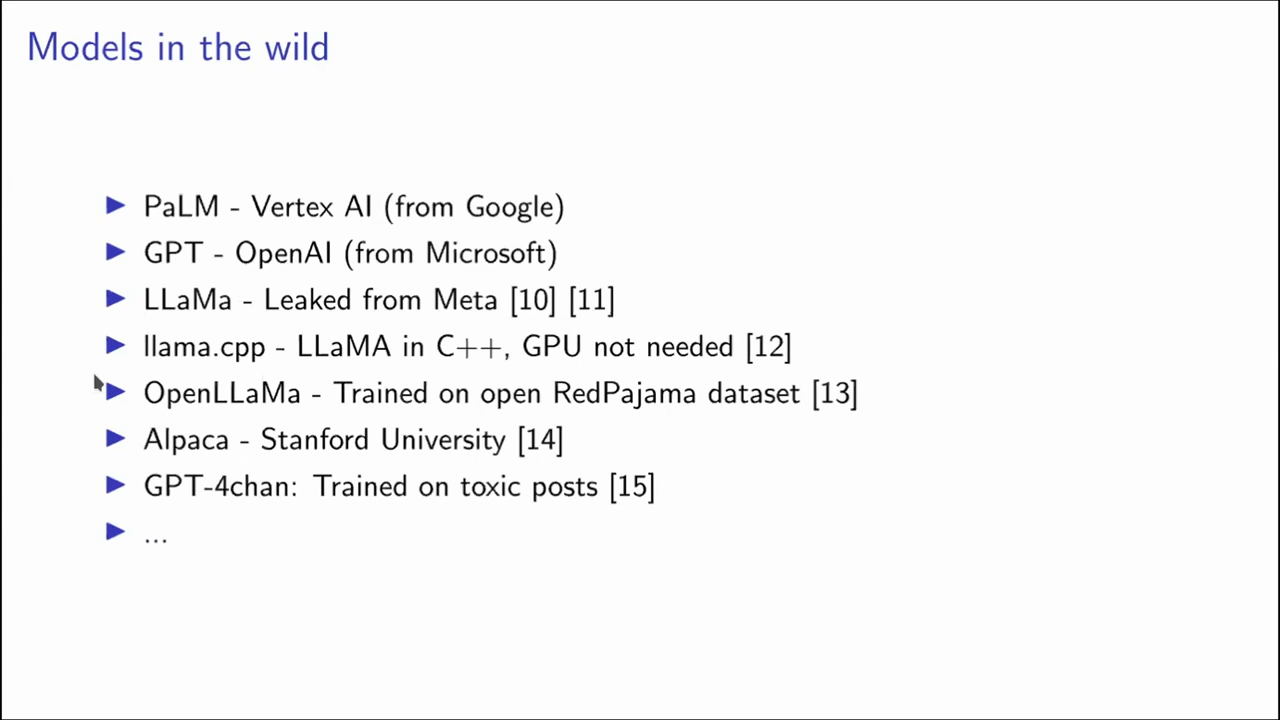 Models in the wild
▶ PaLM - Vertex AI (from Google)
▶ GPT - OpenAI (from Microsoft)
▶ LLaMa - Leaked from Meta [10] [11]
▶ llama.cpp - LLaMA in C++, GPU not needed [12]
▶ OpenLLaMa - Trained on open RedPajama dataset [13]
▶ Alpaca - Stanford University [14]
▶ GPT-4chan: Trained on toxic posts [15]
▶ ...